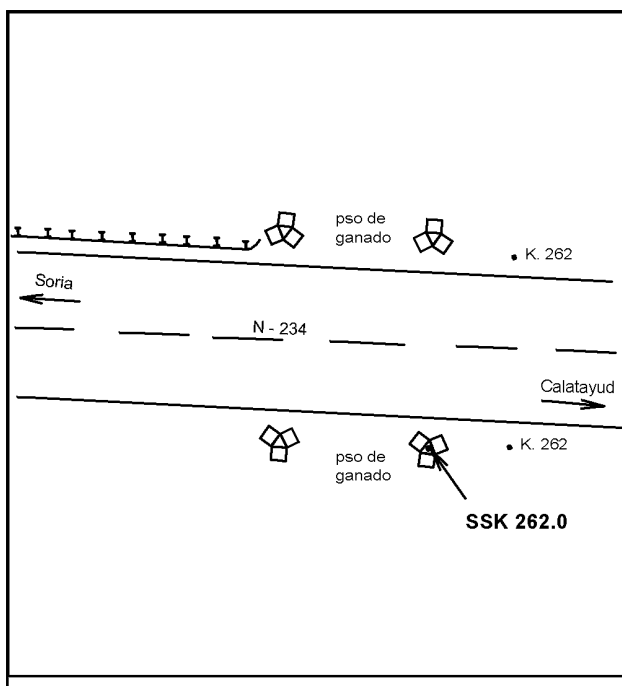 pso de
ganado
K. 262
Soria
N - 234
Calatayud
pso de
ganado
K. 262
SSK 262.0